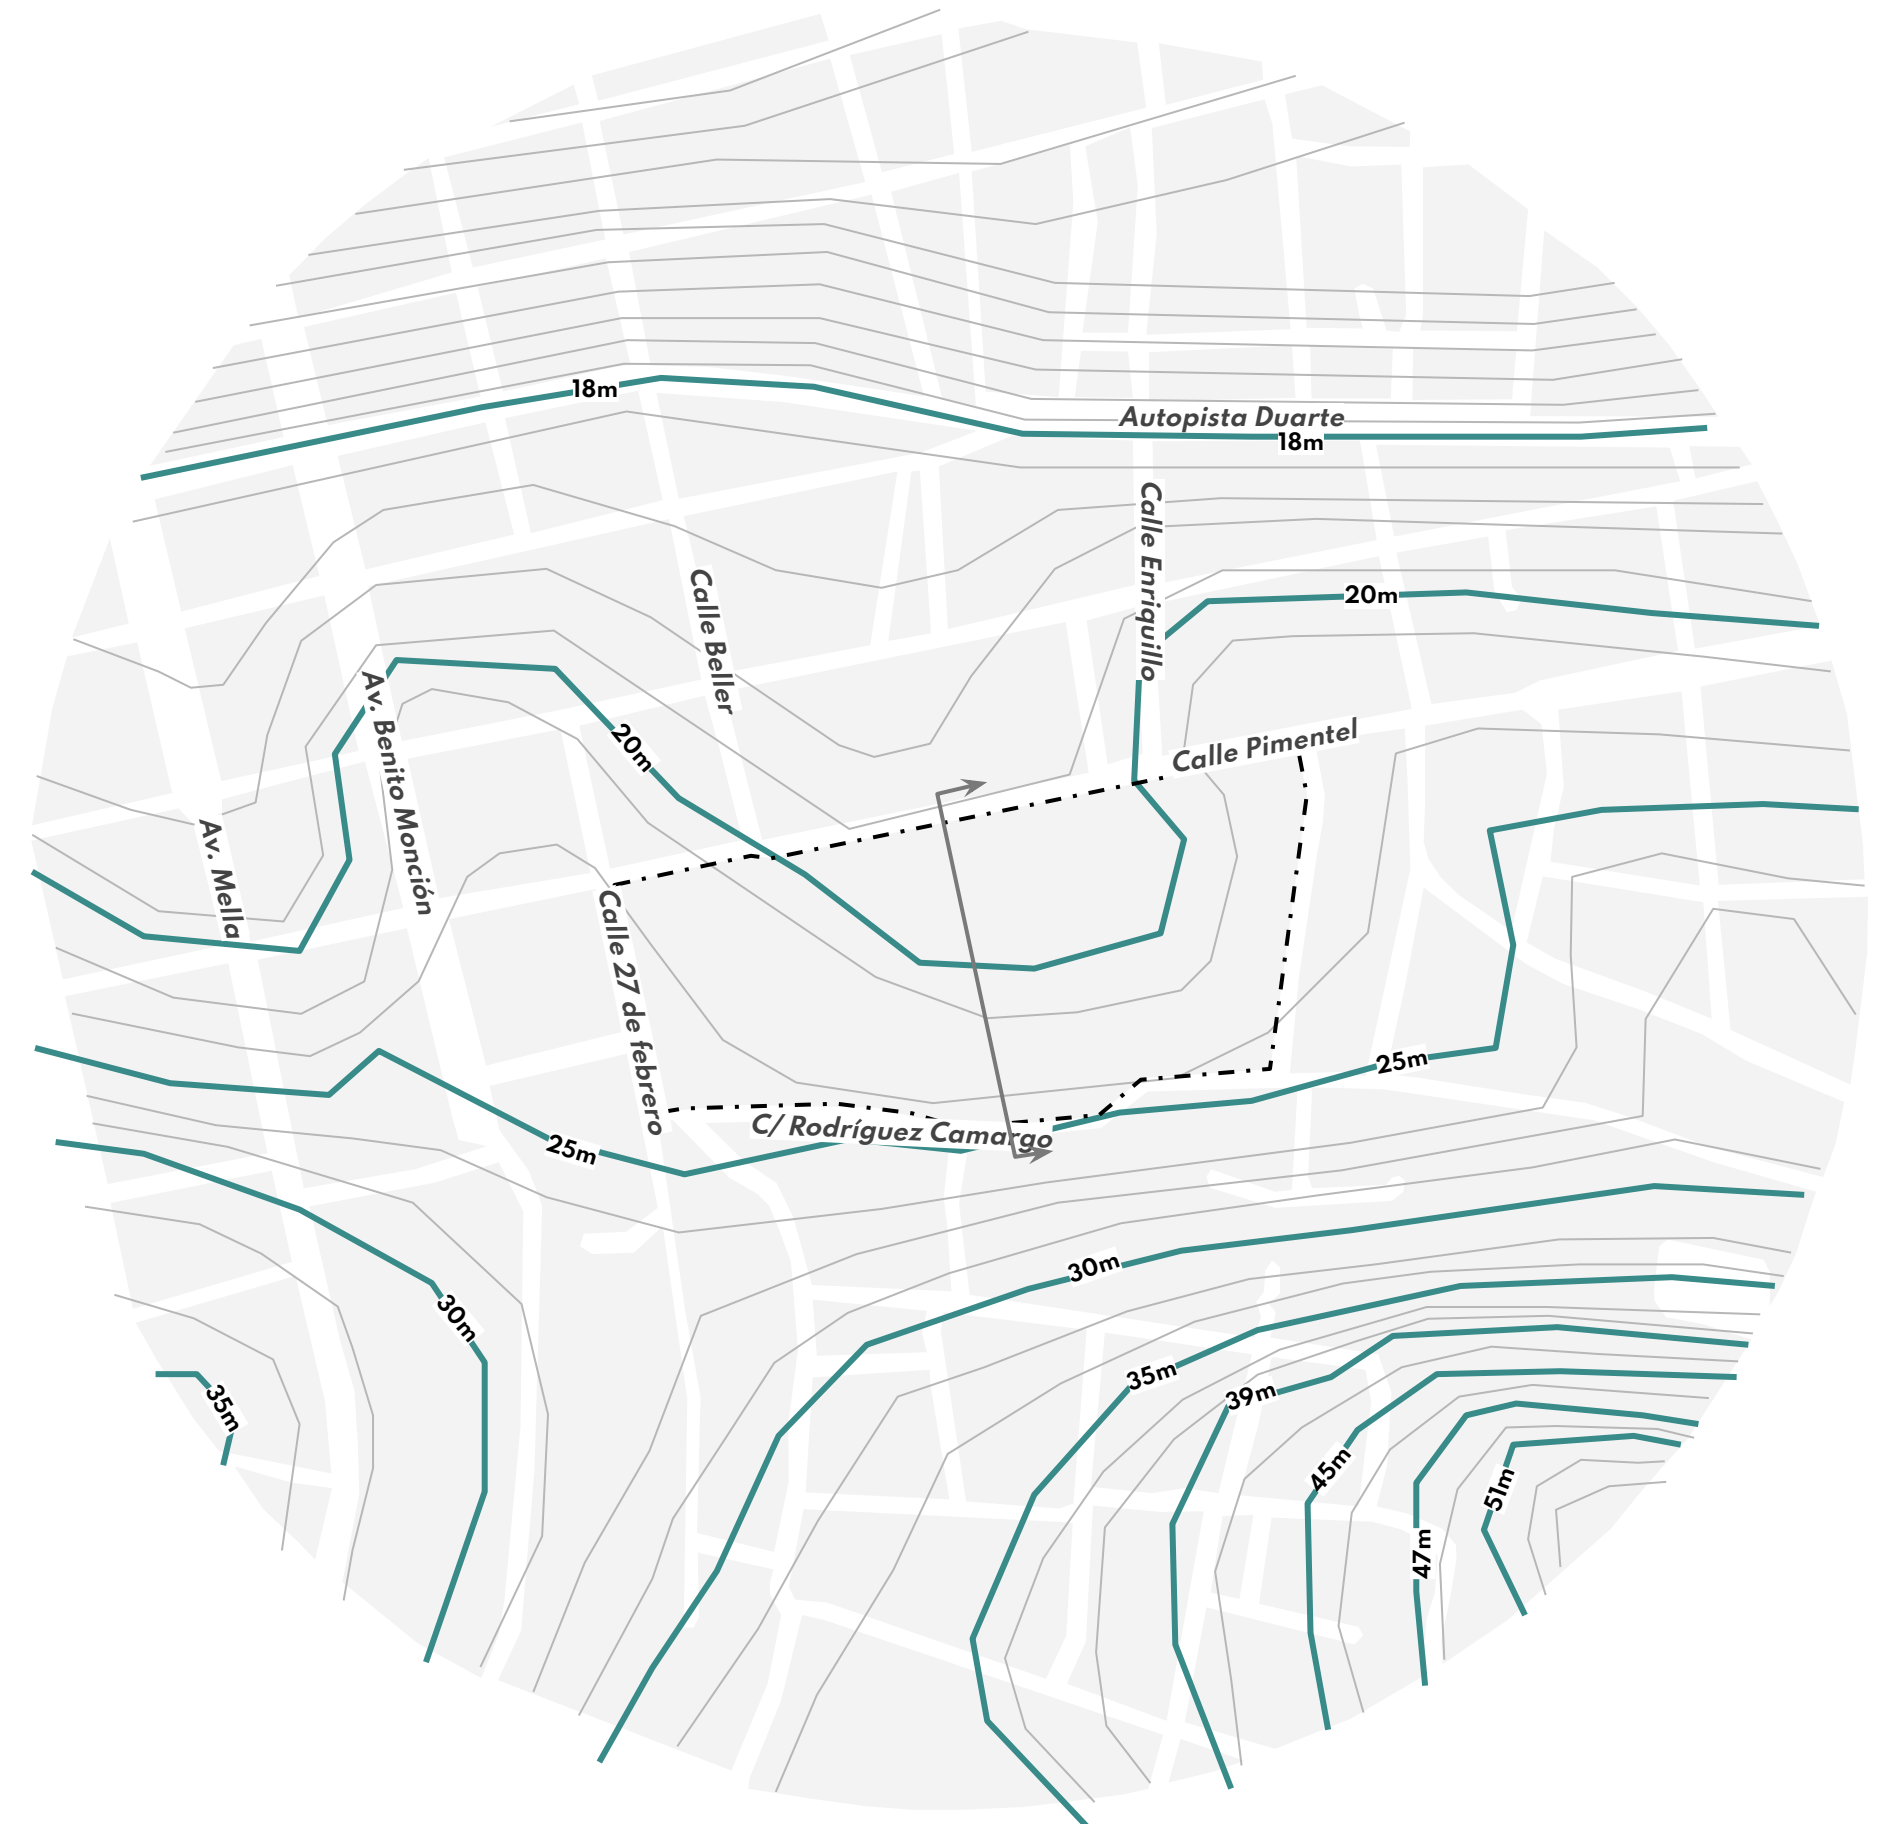 18m
Autopista Duarte
18m
Calle Enriquillo
20m
Calle Beller
Av. Benito Monción
20m
Calle Pimentel
Av. Mella
Calle 27 de febrero
25m
C/ Rodríguez Camargo
25m
30m
30m
35m
39m
35m
45m
51m
47m